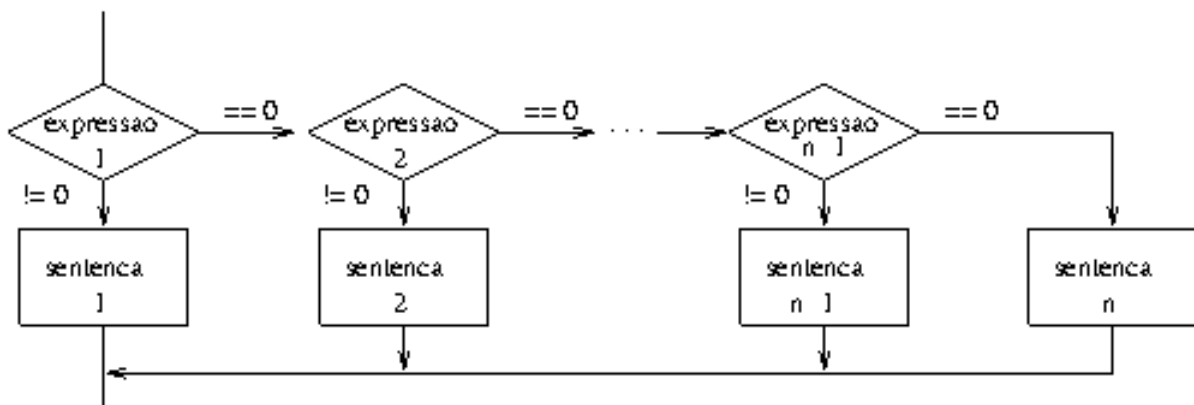 expressao
1
== 0
!= 0
sentenca
1
expressao
2
== 0
!= 0
sentenca
2
. . .
expressao
n 1
== 0
!= 0
sentenca
n 1
sentenca
n